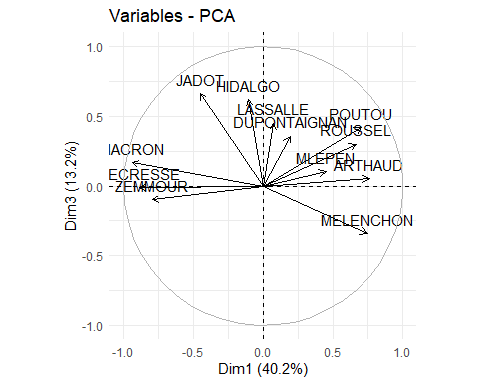 Variables - PCA
1.0
JADOT
HIDALGO
LASSALLE
DUPONTAIGNAN
POUTOU
ROUSSEL
0.5
MLEPEN
ARTHAUD
IACRON
ECRESSE
ZEMMOUR
0.0
MELENCHON
-0.5
-1.0
Dim3 (13.2%)
-1.0 -0.5 0.0 0.5 1.0
Dim1 (40.2%)